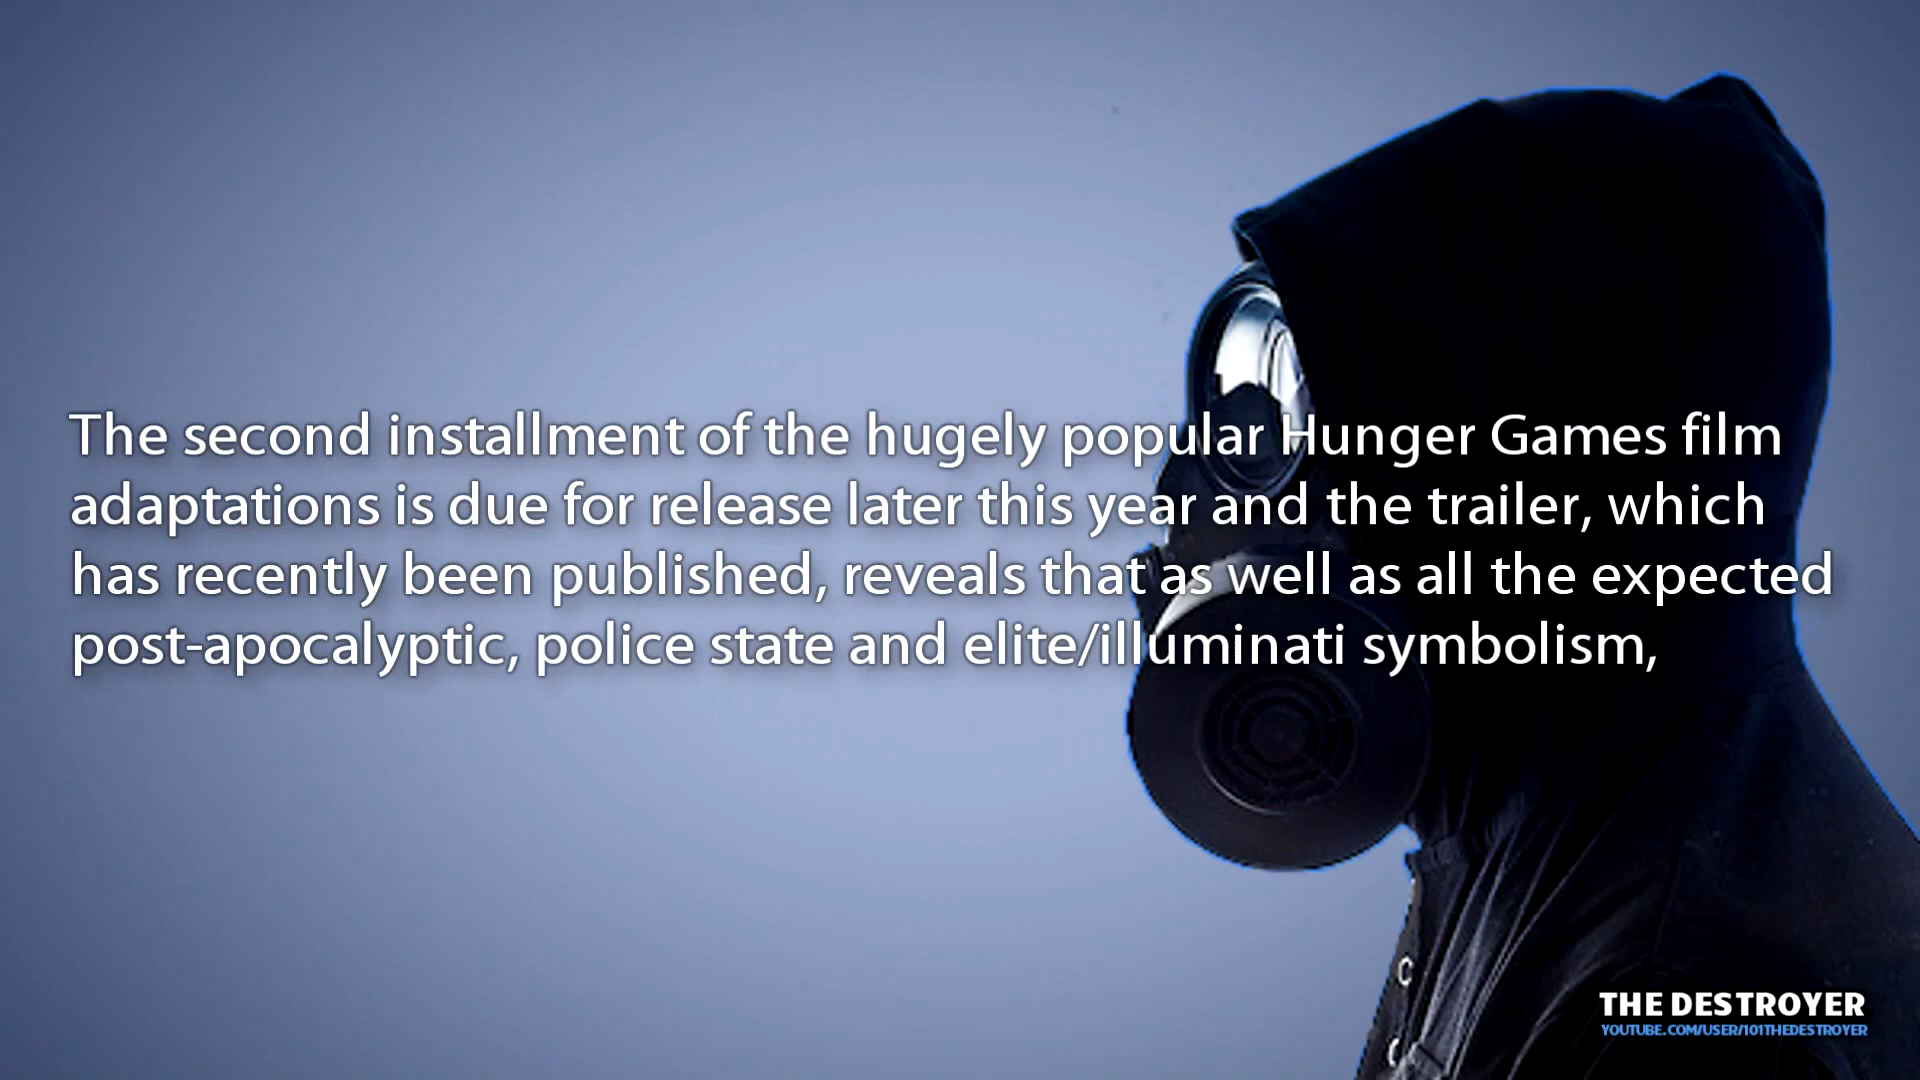 The second installment of the hugely popular Hunger Games film
adaptations is due for release later this year and the trailer, which
has recently been published, reveals that as well as all the expected
post-apocalyptic, police state and elite/illuminati symbolism,
THE DESTROYER
YOUTUBE.COM/USER/101THEDESTROYER